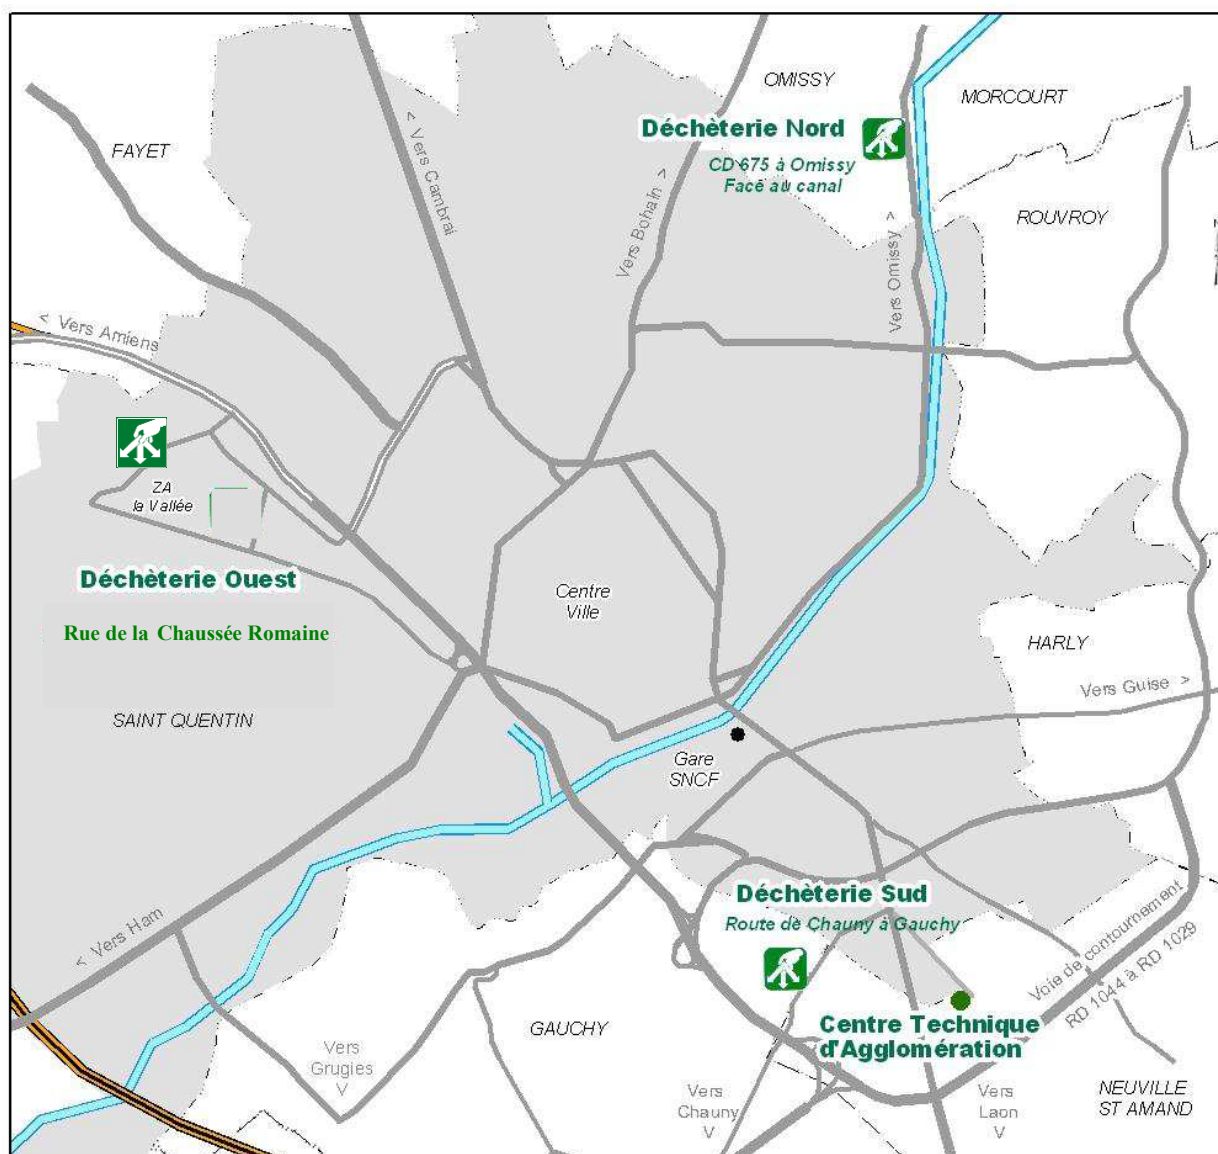 OMISSY
MORCOURT
Déchèterie Nord
CD 675 à Omissy
Face au canal
FAYET
< Vers Cambrai
Vers Bohain >
ROUVROY
Vers Omissy >
< Vers Amiens
ZA
la Vallée
Déchèterie Ouest
Rue de la Chaussée Romaine
Centre
Ville
HARLY
Vers Guise >
SAINT QUENTIN
Gare
SNCF
Déchèterie Sud
Route de Chauny à Gauchy
< Vers Ham
Voie de contournement
RD 1044 à RD 1029
Centre Technique
d'Agglomération
GAUCHY
Vers
Grugies
V
Vers
Chauny
V
Vers
Laon
V
NEUVILLE
ST AMAND